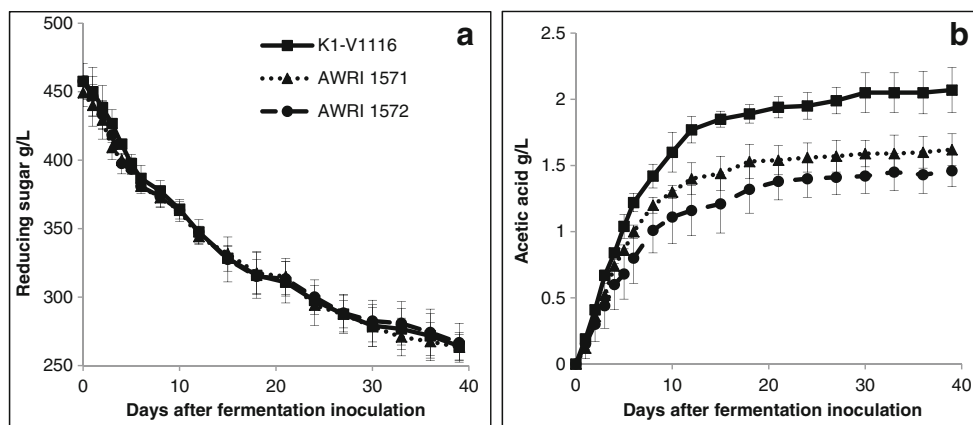 a
K1-V1116
AWRI 1571
AWRI 1572
Reducing sugar g/L
500
450
400
350
300
250
0 10 20 30 40
Days after fermentation inoculation
b
Acetic acid g/L
2.5
2
1.5
1
0.5
0
0 10 20 30 40
Days after fermentation inoculation